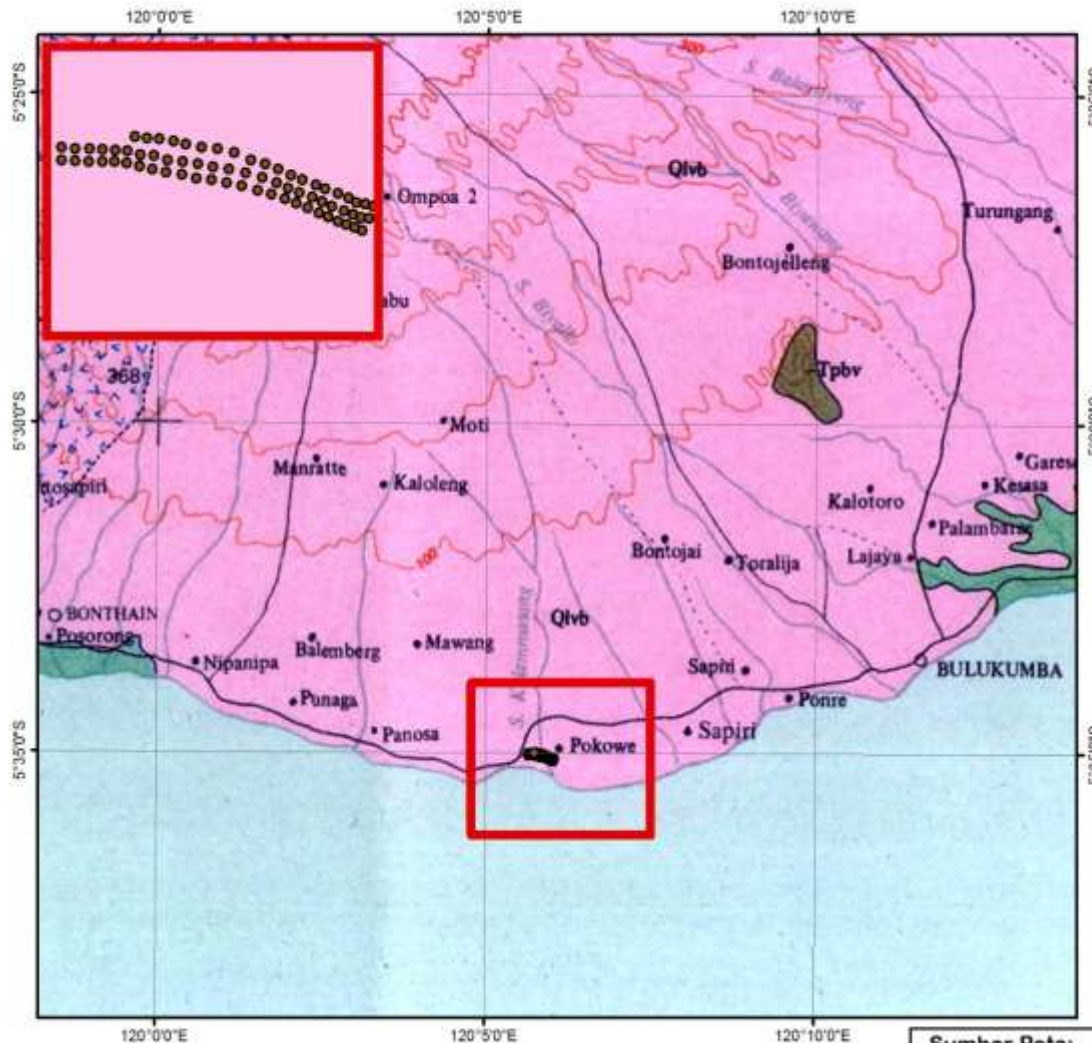 120°0'0"E 120°5'0"E 120°10'0"E
5°25'0"S
100
S. Balangtieng
Qlvb
Ompoa 2
Bijawang
Turungang
Bontojelleng
abu
368
Tpbv
5°30'0"S
Moti
Manratte
Kaloleng
Garesa
Kesasa
Kalotoro
Palambarae
Bontojai
Toralija
Lajaya
100
BONTHAIN
Posorong
Qlvb
Balemberg
Mawang
Nipanipa
Sapiri
BULUKUMBA
Punaga
Ponre
Panosa
Sapiri
Pokowe
5°35'0"S
120°0'0"E 120°5'0"E 120°10'0"E
Sumber Peta: